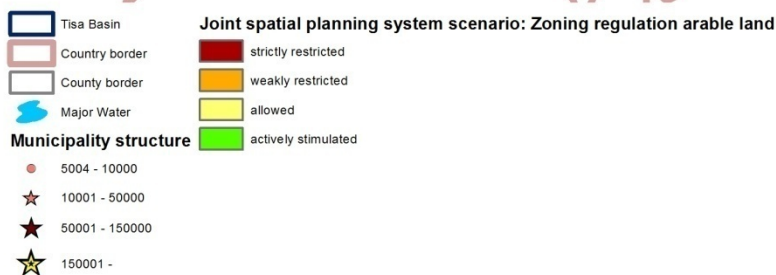 Tisa Basin
Country border
County border
Major Water
Municipality structure
5004 - 10000
10001 - 50000
50001 - 150000
150001 -
Joint spatial planning system scenario: Zoning regulation arable land
strictly restricted
weakly restricted
allowed
actively stimulated